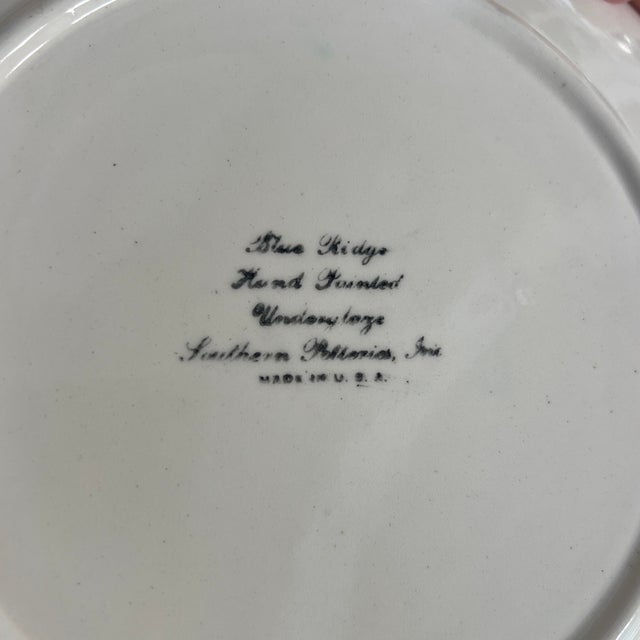 Blue Ridge
Hand Painted
Underglaze
Southern Potteries, Inc
MADE IN U.S.A.